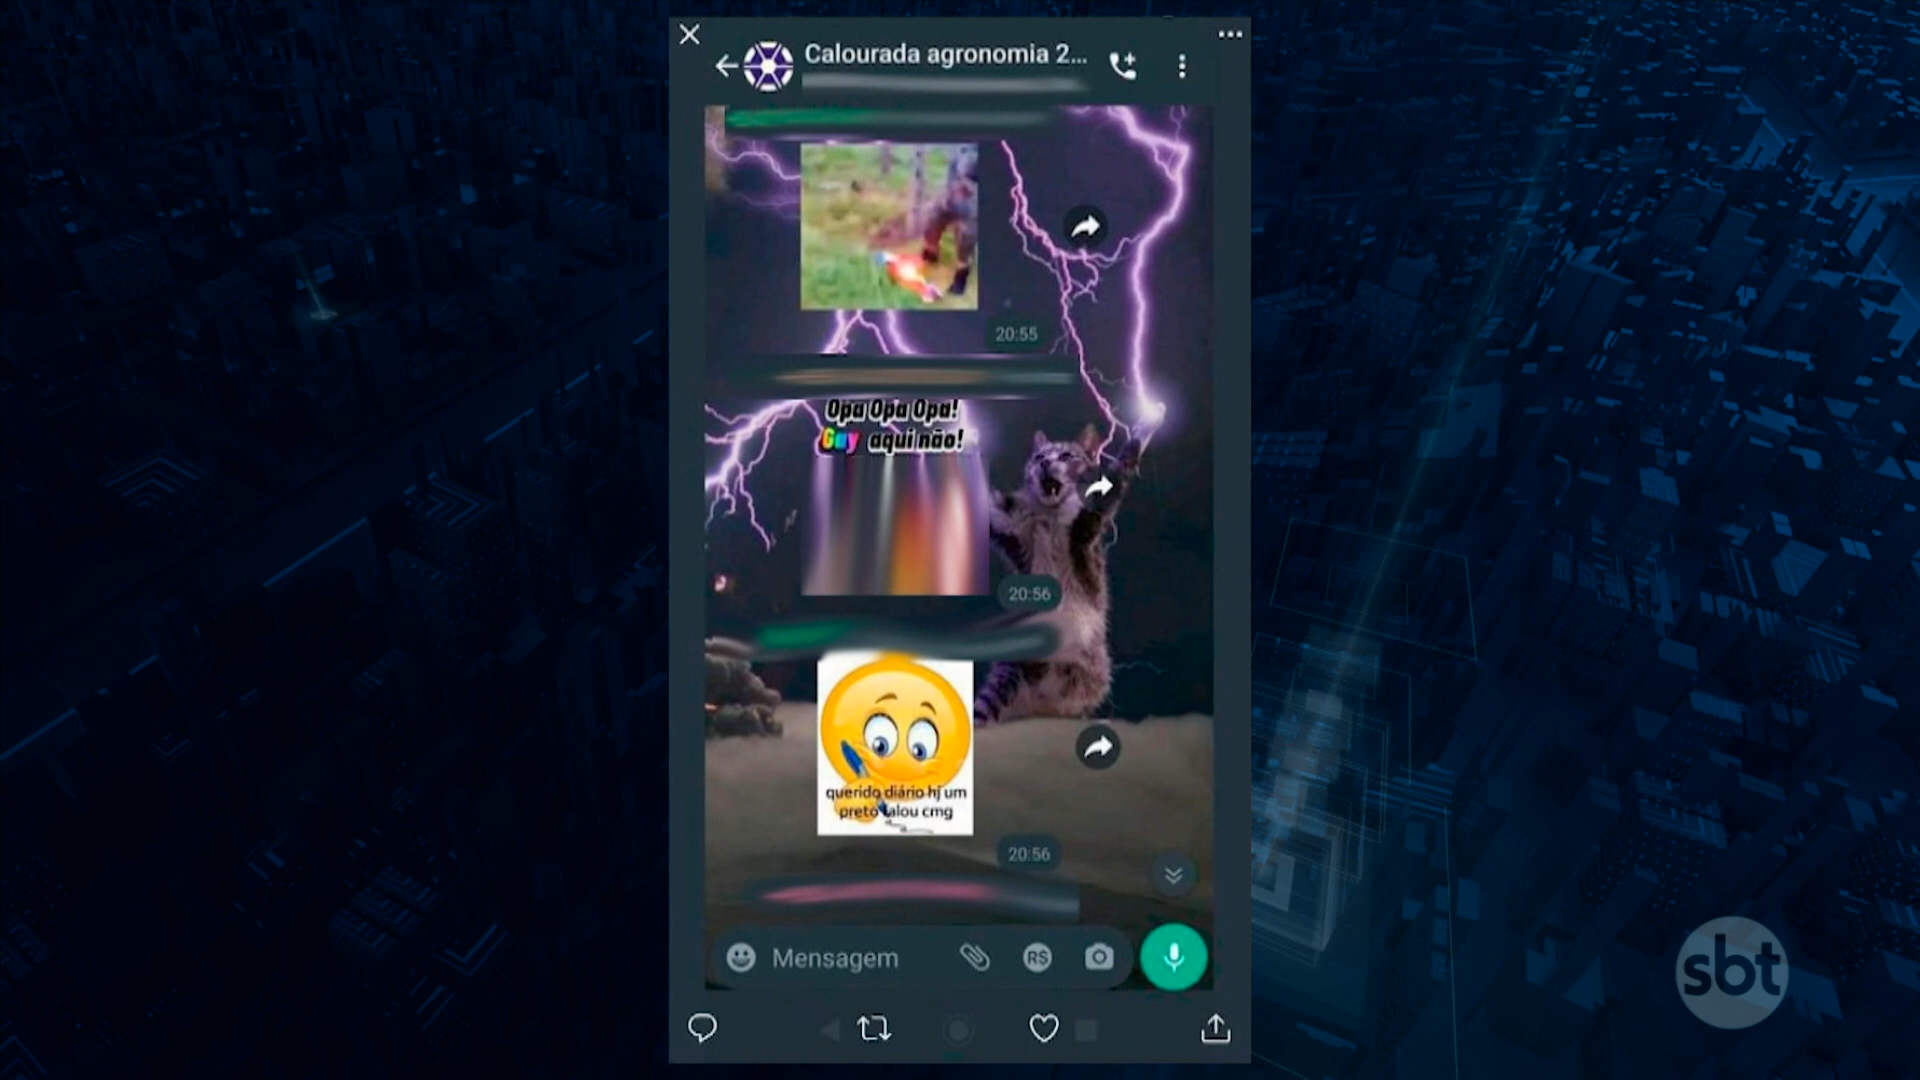 Calourada agronomia 2...
20:55
Opa Opa Opa!
Gay aqui não!
20:56
querido diário hj um
preto falou cmg
20:56
Mensagem
R$
sbt